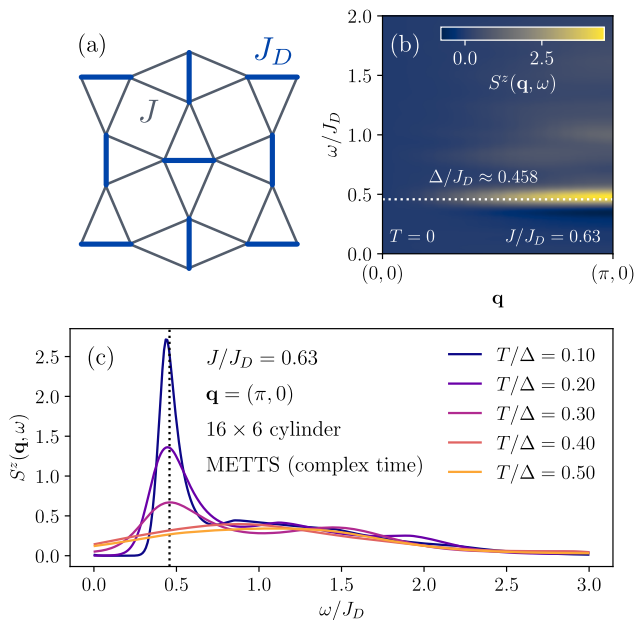 (a)
J_D
J
(b)
0.0 2.5
S^z(q, ω)
ω/J_D
2.0
1.5
1.0
0.5
0.0
Δ/J_D ≈ 0.458
T = 0
J/J_D = 0.63
(0, 0)
(π, 0)
q
(c)
J/J_D = 0.63
q = (π, 0)
16 × 6 cylinder
METTS (complex time)
T/Δ = 0.10
T/Δ = 0.20
T/Δ = 0.30
T/Δ = 0.40
T/Δ = 0.50
S^z(q, ω)
2.5
2.0
1.5
1.0
0.5
0.0
0.0 0.5 1.0 1.5 2.0 2.5 3.0
ω/J_D